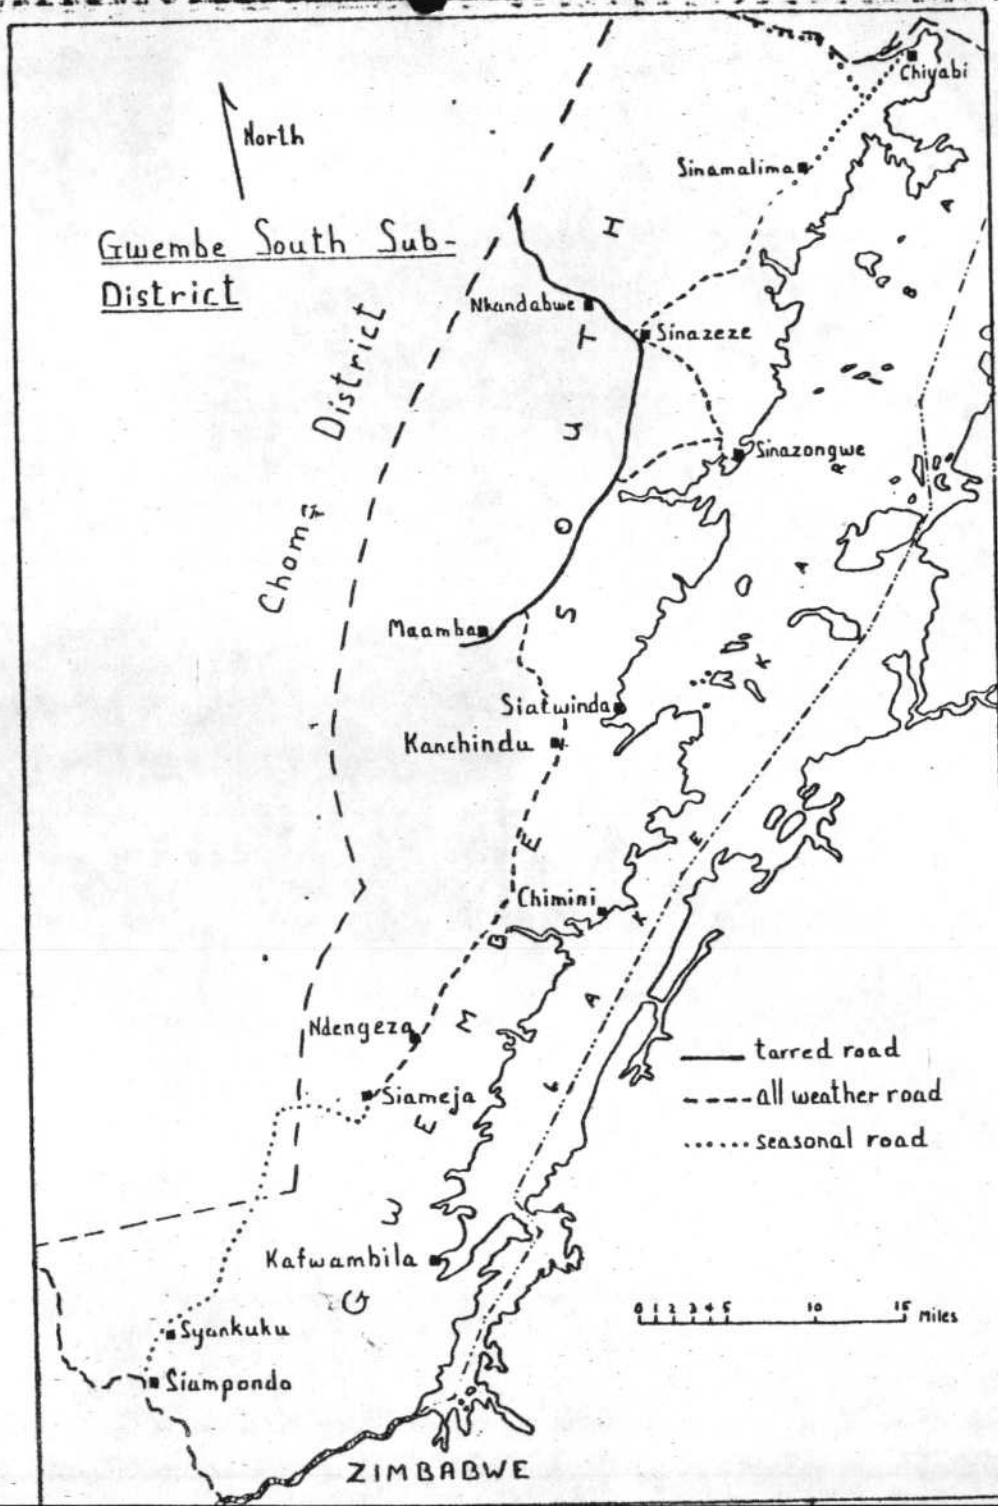 Chiyabi
North
Sinamalima
Gwembe South Sub-
District
Nkandabwe
Sinazeze
Choma District
Sinazongwe
Maamba
Siatwinda
Kanchindu
Chimini
Ndengeza
tarred road
Siameja
all weather road
seasonal road
GWEMBE SOUTH
LAKE KARIBA
Kafwambila
0 1 2 3 4 5 10 15 Miles
Syankuku
Siamponda
ZIMBABWE